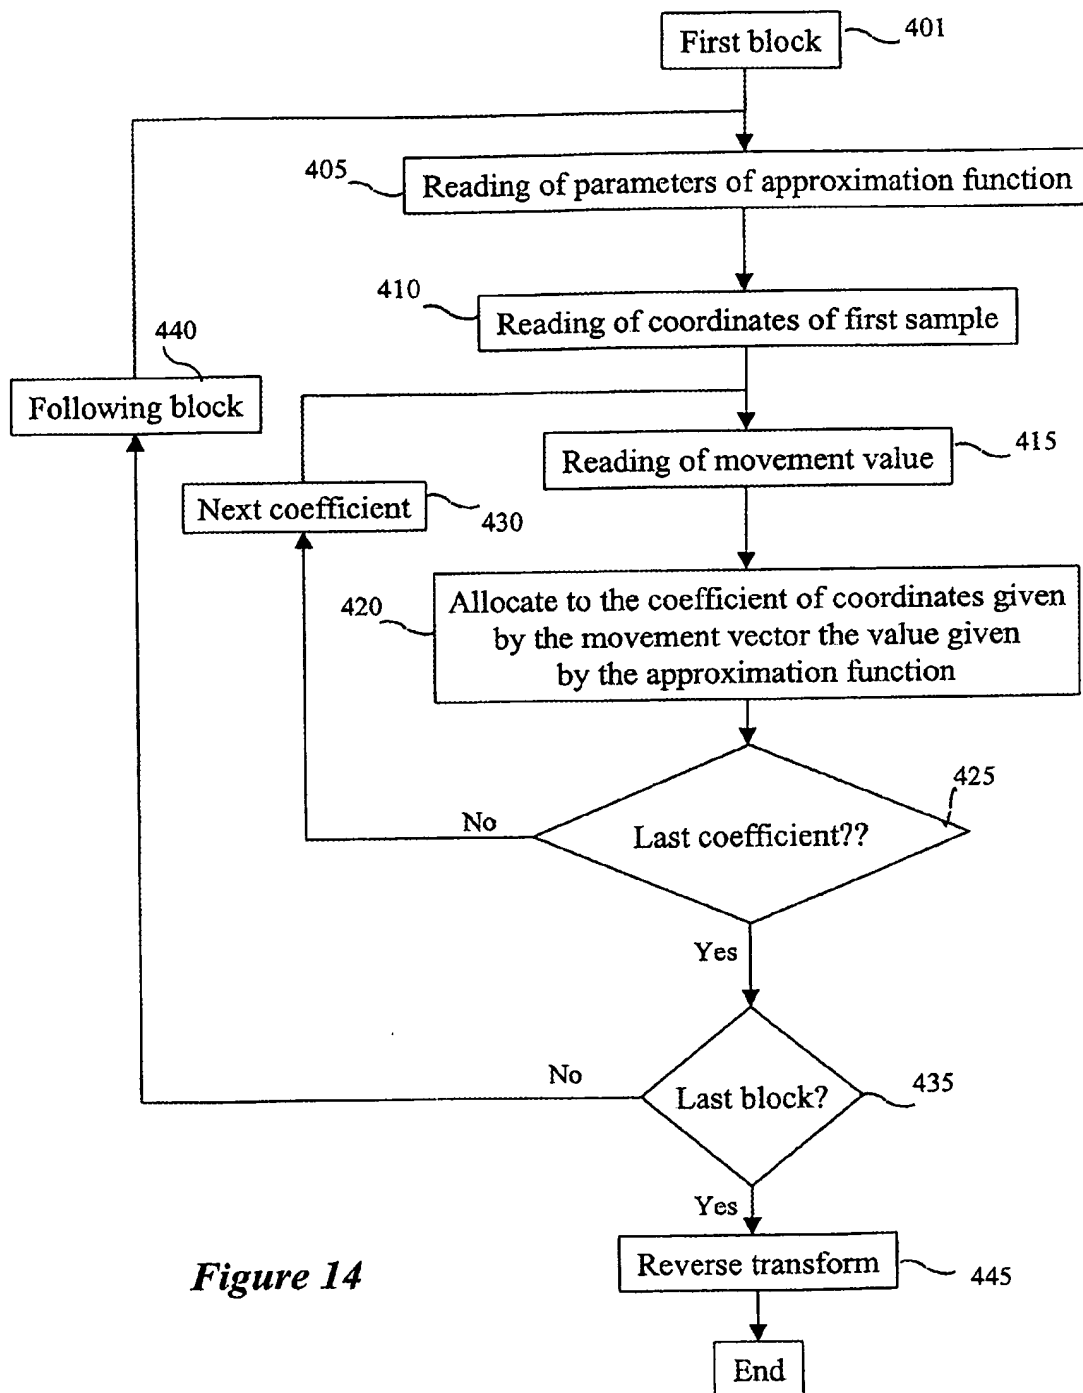 First block
401
405
Reading of parameters of approximation function
410
Reading of coordinates of first sample
440
Following block
Reading of movement value
415
Next coefficient
430
420
Allocate to the coefficient of coordinates given
by the movement vector the value given
by the approximation function
425
No
Last coefficient??
Yes
No
Last block?
435
Yes
Reverse transform
445
Figure 14
End